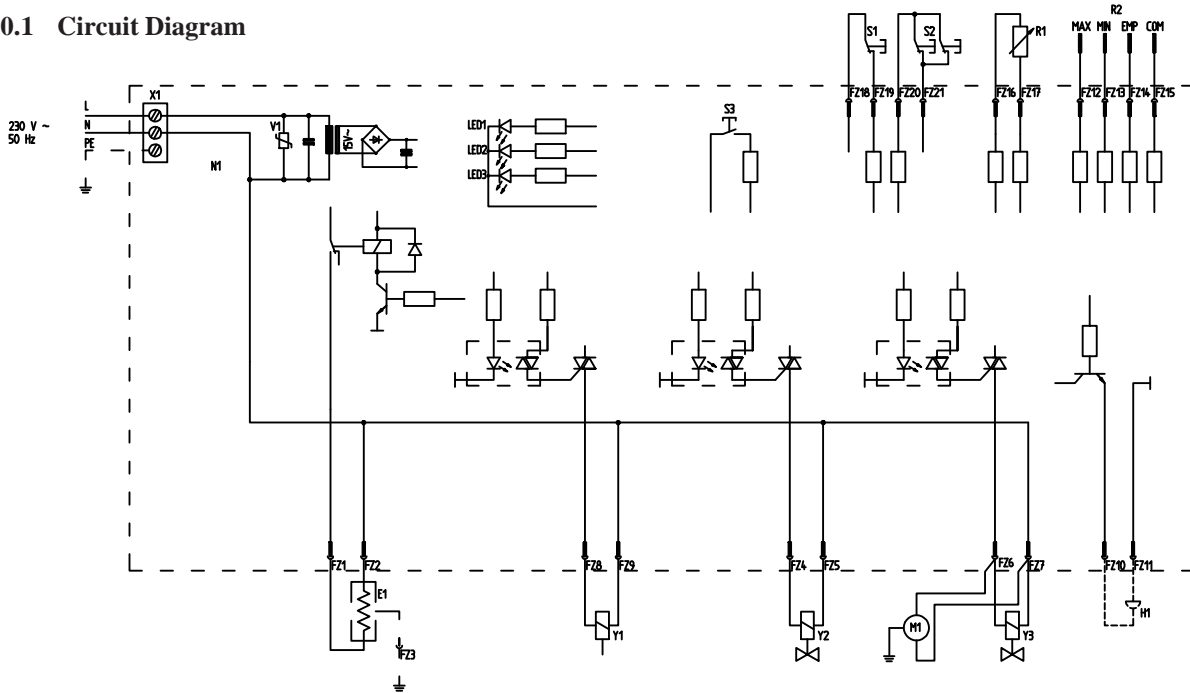 0.1 Circuit Diagram
R2
MAX MIN EMP COM
S1 S2 R1
FZ18 FZ19 FZ20 FZ21 FZ16 FZ17 FZ12 FZ13 FZ14 FZ15
X1
L
N
PE
230 V ~
50 Hz
V1
15V~
N1
LED1
LED2
LED3
S3
FZ1 FZ2 FZ8 FZ9 FZ4 FZ5 FZ6 FZ7 FZ10 FZ11
E1
FZ3
Y1 Y2 M1 Y3 H1